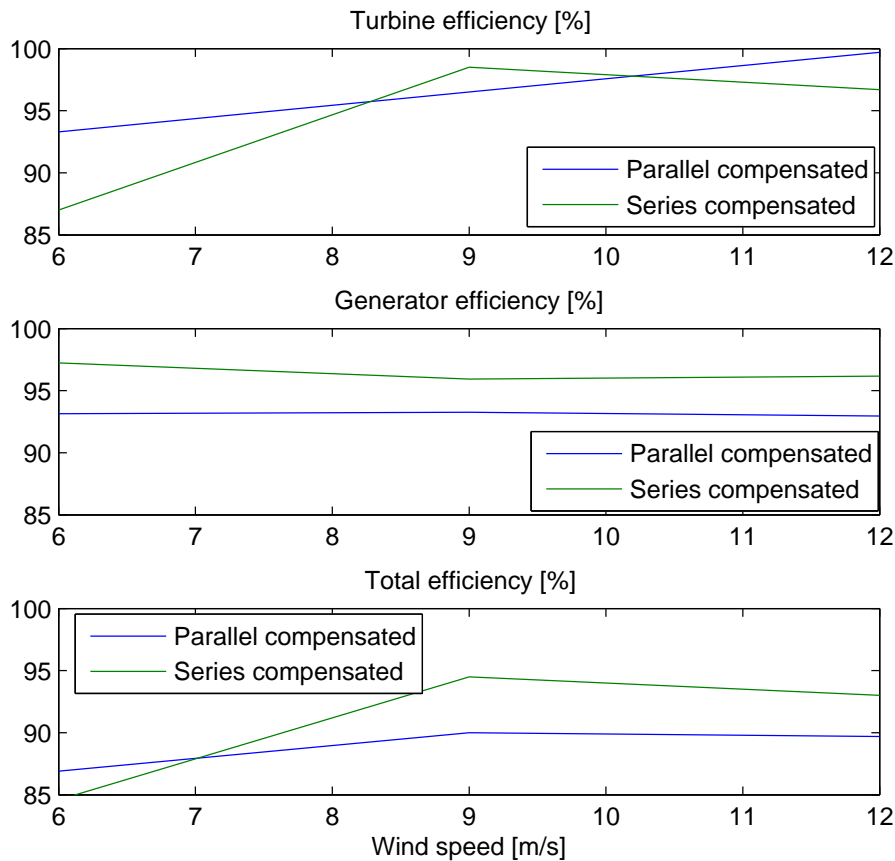 Turbine efficiency [%]
100
95
90
85
Parallel compensated
Series compensated
6 7 8 9 10 11 12
Generator efficiency [%]
100
95
90
85
Parallel compensated
Series compensated
6 7 8 9 10 11 12
Total efficiency [%]
100
95
90
85
Parallel compensated
Series compensated
6 7 8 9 10 11 12
Wind speed [m/s]